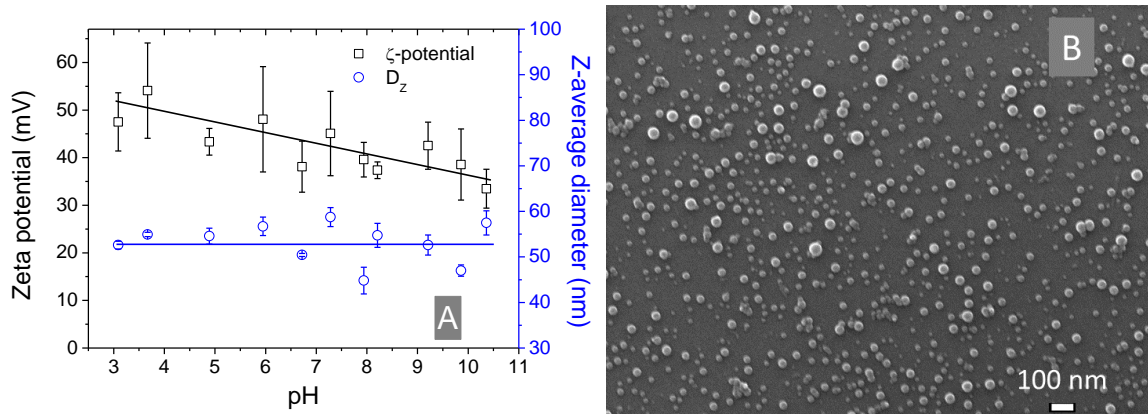 ζ-potential
D_Z
Zeta potential (mV)
0
10
20
30
40
50
60
3 4 5 6 7 8 9 10 11
pH
30
40
50
60
70
80
90
100
Z-average diameter (nm)
A
B
100 nm